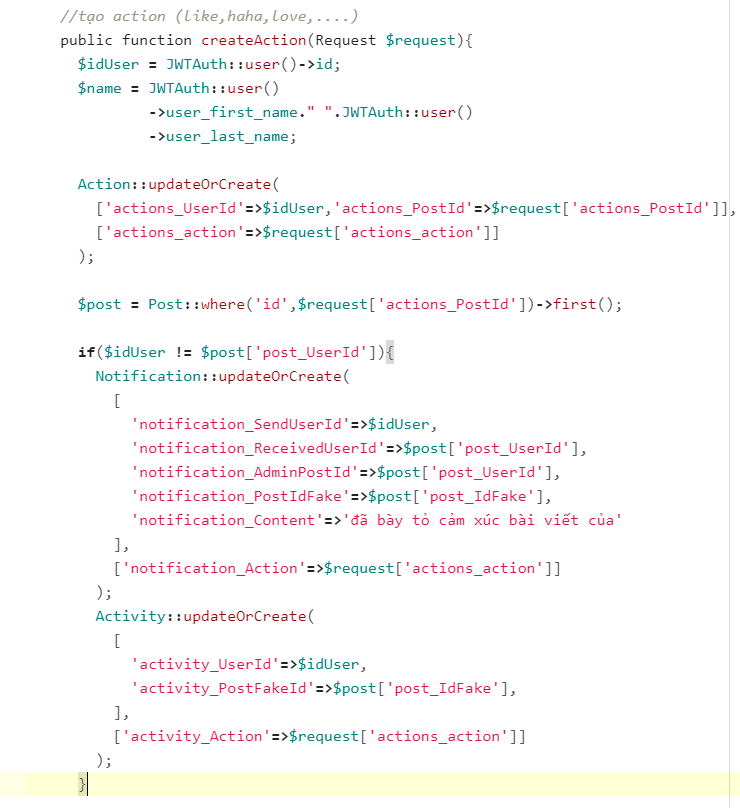 //tạo action (like,haha,love,....)
public function createAction(Request $request){
$idUser = JWTAuth::user()->id;
$name = JWTAuth::user()
->user_first_name." ".JWTAuth::user()
->user_last_name;
Action::updateOrCreate(
['actions_UserId'=>$idUser,'actions_PostId'=>$request['actions_PostId']],
['actions_action'=>$request['actions_action']]
);
$post = Post::where('id',$request['actions_PostId'])->first();
if($idUser != $post['post_UserId']){
Notification::updateOrCreate(
[
'notification_SendUserId'=>$idUser,
'notification_ReceivedUserId'=>$post['post_UserId'],
'notification_AdminPostId'=>$post['post_UserId'],
'notification_PostIdFake'=>$post['post_IdFake'],
'notification_Content'=>'đã bày tỏ cảm xúc bài viết của'
],
['notification_Action'=>$request['actions_action']]
);
Activity::updateOrCreate(
[
'activity_UserId'=>$idUser,
'activity_PostFakeId'=>$post['post_IdFake'],
],
['activity_Action'=>$request['actions_action']]
);
}